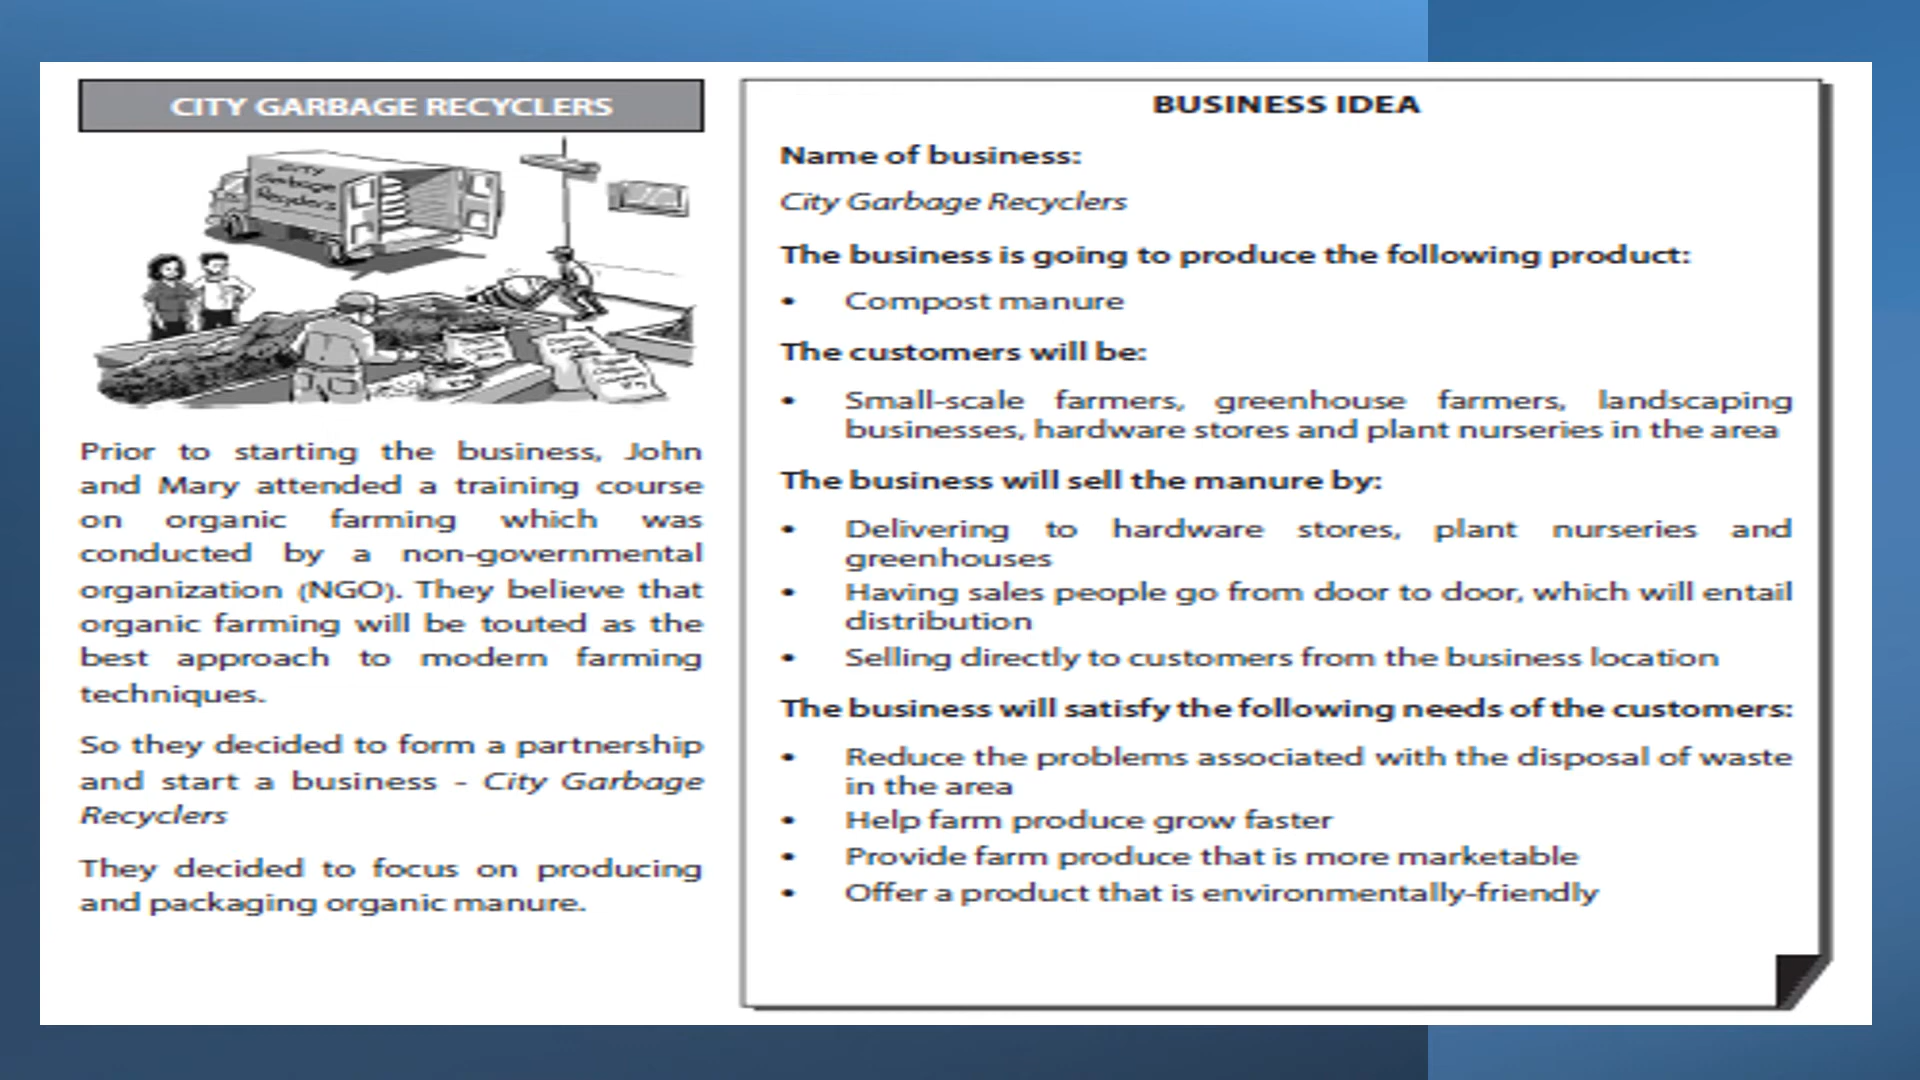 CITY GARBAGE RECYCLERS
City
Garbage
Recyclers
Prior to starting the business, John
and Mary attended a training course
on organic farming which was
conducted by a non-governmental
organization (NGO). They believe that
organic farming will be touted as the
best approach to modern farming
techniques.
So they decided to form a partnership
and start a business - City Garbage
Recyclers
They decided to focus on producing
and packaging organic manure.
BUSINESS IDEA
Name of business:
City Garbage Recyclers
The business is going to produce the following product:
• Compost manure
The customers will be:
• Small-scale farmers, greenhouse farmers, landscaping
businesses, hardware stores and plant nurseries in the area
The business will sell the manure by:
• Delivering to hardware stores, plant nurseries and
greenhouses
• Having sales people go from door to door, which will entail
distribution
• Selling directly to customers from the business location
The business will satisfy the following needs of the customers:
• Reduce the problems associated with the disposal of waste
in the area
• Help farm produce grow faster
• Provide farm produce that is more marketable
• Offer a product that is environmentally-friendly